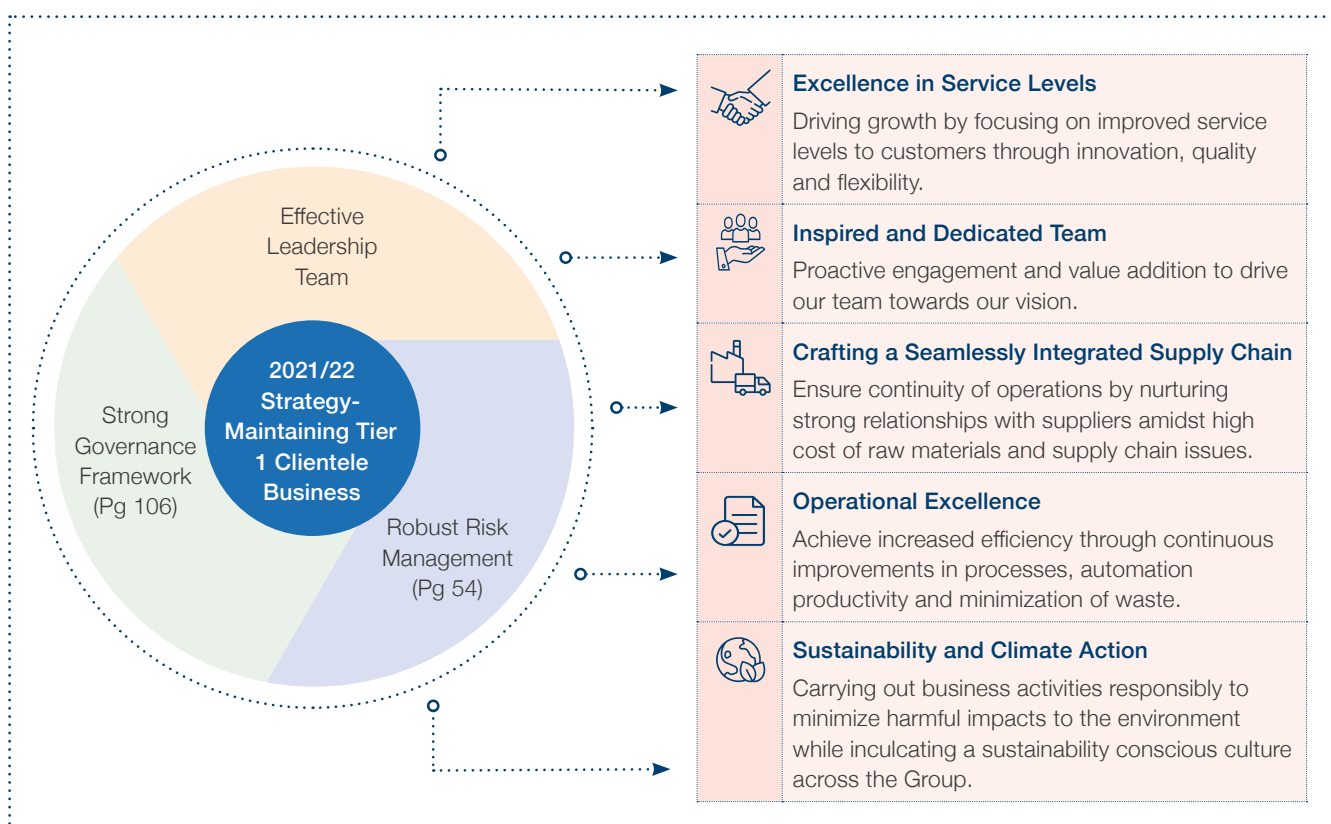 Effective
Leadership
Team
Strong
Governance
Framework
(Pg 106)
2021/22
Strategy-
Maintaining Tier
1 Clientele
Business
Robust Risk
Management
(Pg 54)
Excellence in Service Levels
Driving growth by focusing on improved service
levels to customers through innovation, quality
and flexibility.
Inspired and Dedicated Team
Proactive engagement and value addition to drive
our team towards our vision.
Crafting a Seamlessly Integrated Supply Chain
Ensure continuity of operations by nurturing
strong relationships with suppliers amidst high
cost of raw materials and supply chain issues.
Operational Excellence
Achieve increased efficiency through continuous
improvements in processes, automation
productivity and minimization of waste.
Sustainability and Climate Action
Carrying out business activities responsibly to
minimize harmful impacts to the environment
while inculcating a sustainability conscious culture
across the Group.